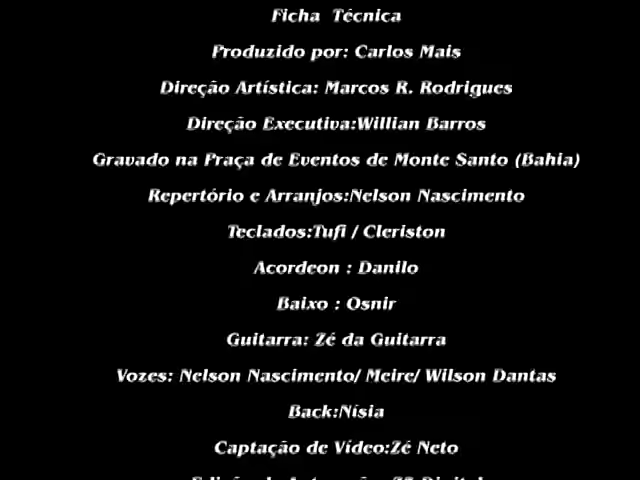 Ficha Técnica
Produzido por: Carlos Mais
Direção Artística: Marcos R. Rodrigues
Direção Executiva:Willian Barros
Gravado na Praça de Eventos de Monte Santo (Bahia)
Repertório e Arranjos:Nelson Nascimento
Teclados:Tufi / Cleriston
Acordeon : Danilo
Baixo : Osnir
Guitarra: Zé da Guitarra
Vozes: Nelson Nascimento/ Meire/ Wilson Dantas
Back:Nísia
Captação de Vídeo:Zé Neto